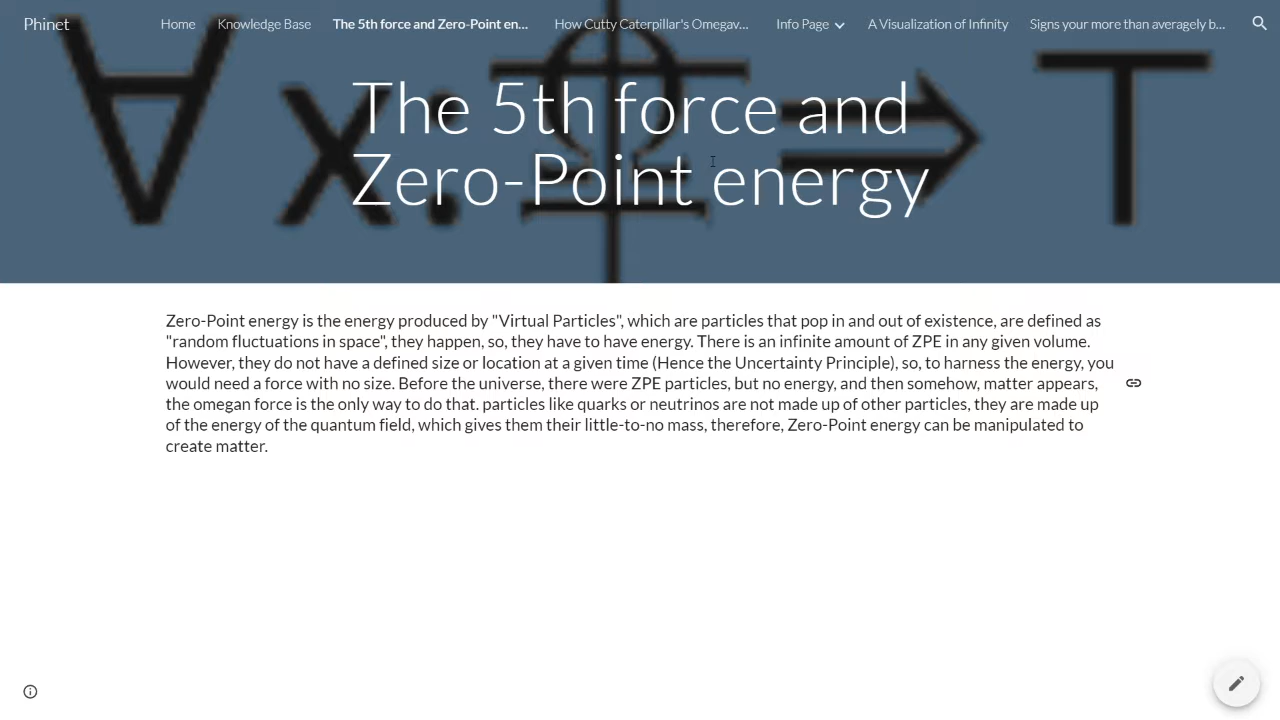 Phinet
Home
Knowledge Base
The 5th force and Zero-Point en...
How Cutty Caterpillar's Omegav...
Info Page
A Visualization of Infinity
Signs your more than averagely b...
∀x:Φ⇒T
The 5th force and
Zero-Point energy
Zero-Point energy is the energy produced by "Virtual Particles", which are particles that pop in and out of existence, are defined as
"random fluctuations in space", they happen, so, they have to have energy. There is an infinite amount of ZPE in any given volume.
However, they do not have a defined size or location at a given time (Hence the Uncertainty Principle), so, to harness the energy, you
would need a force with no size. Before the universe, there were ZPE particles, but no energy, and then somehow, matter appears,
the omegan force is the only way to do that. particles like quarks or neutrinos are not made up of other particles, they are made up
of the energy of the quantum field, which gives them their little-to-no mass, therefore, Zero-Point energy can be manipulated to
create matter.